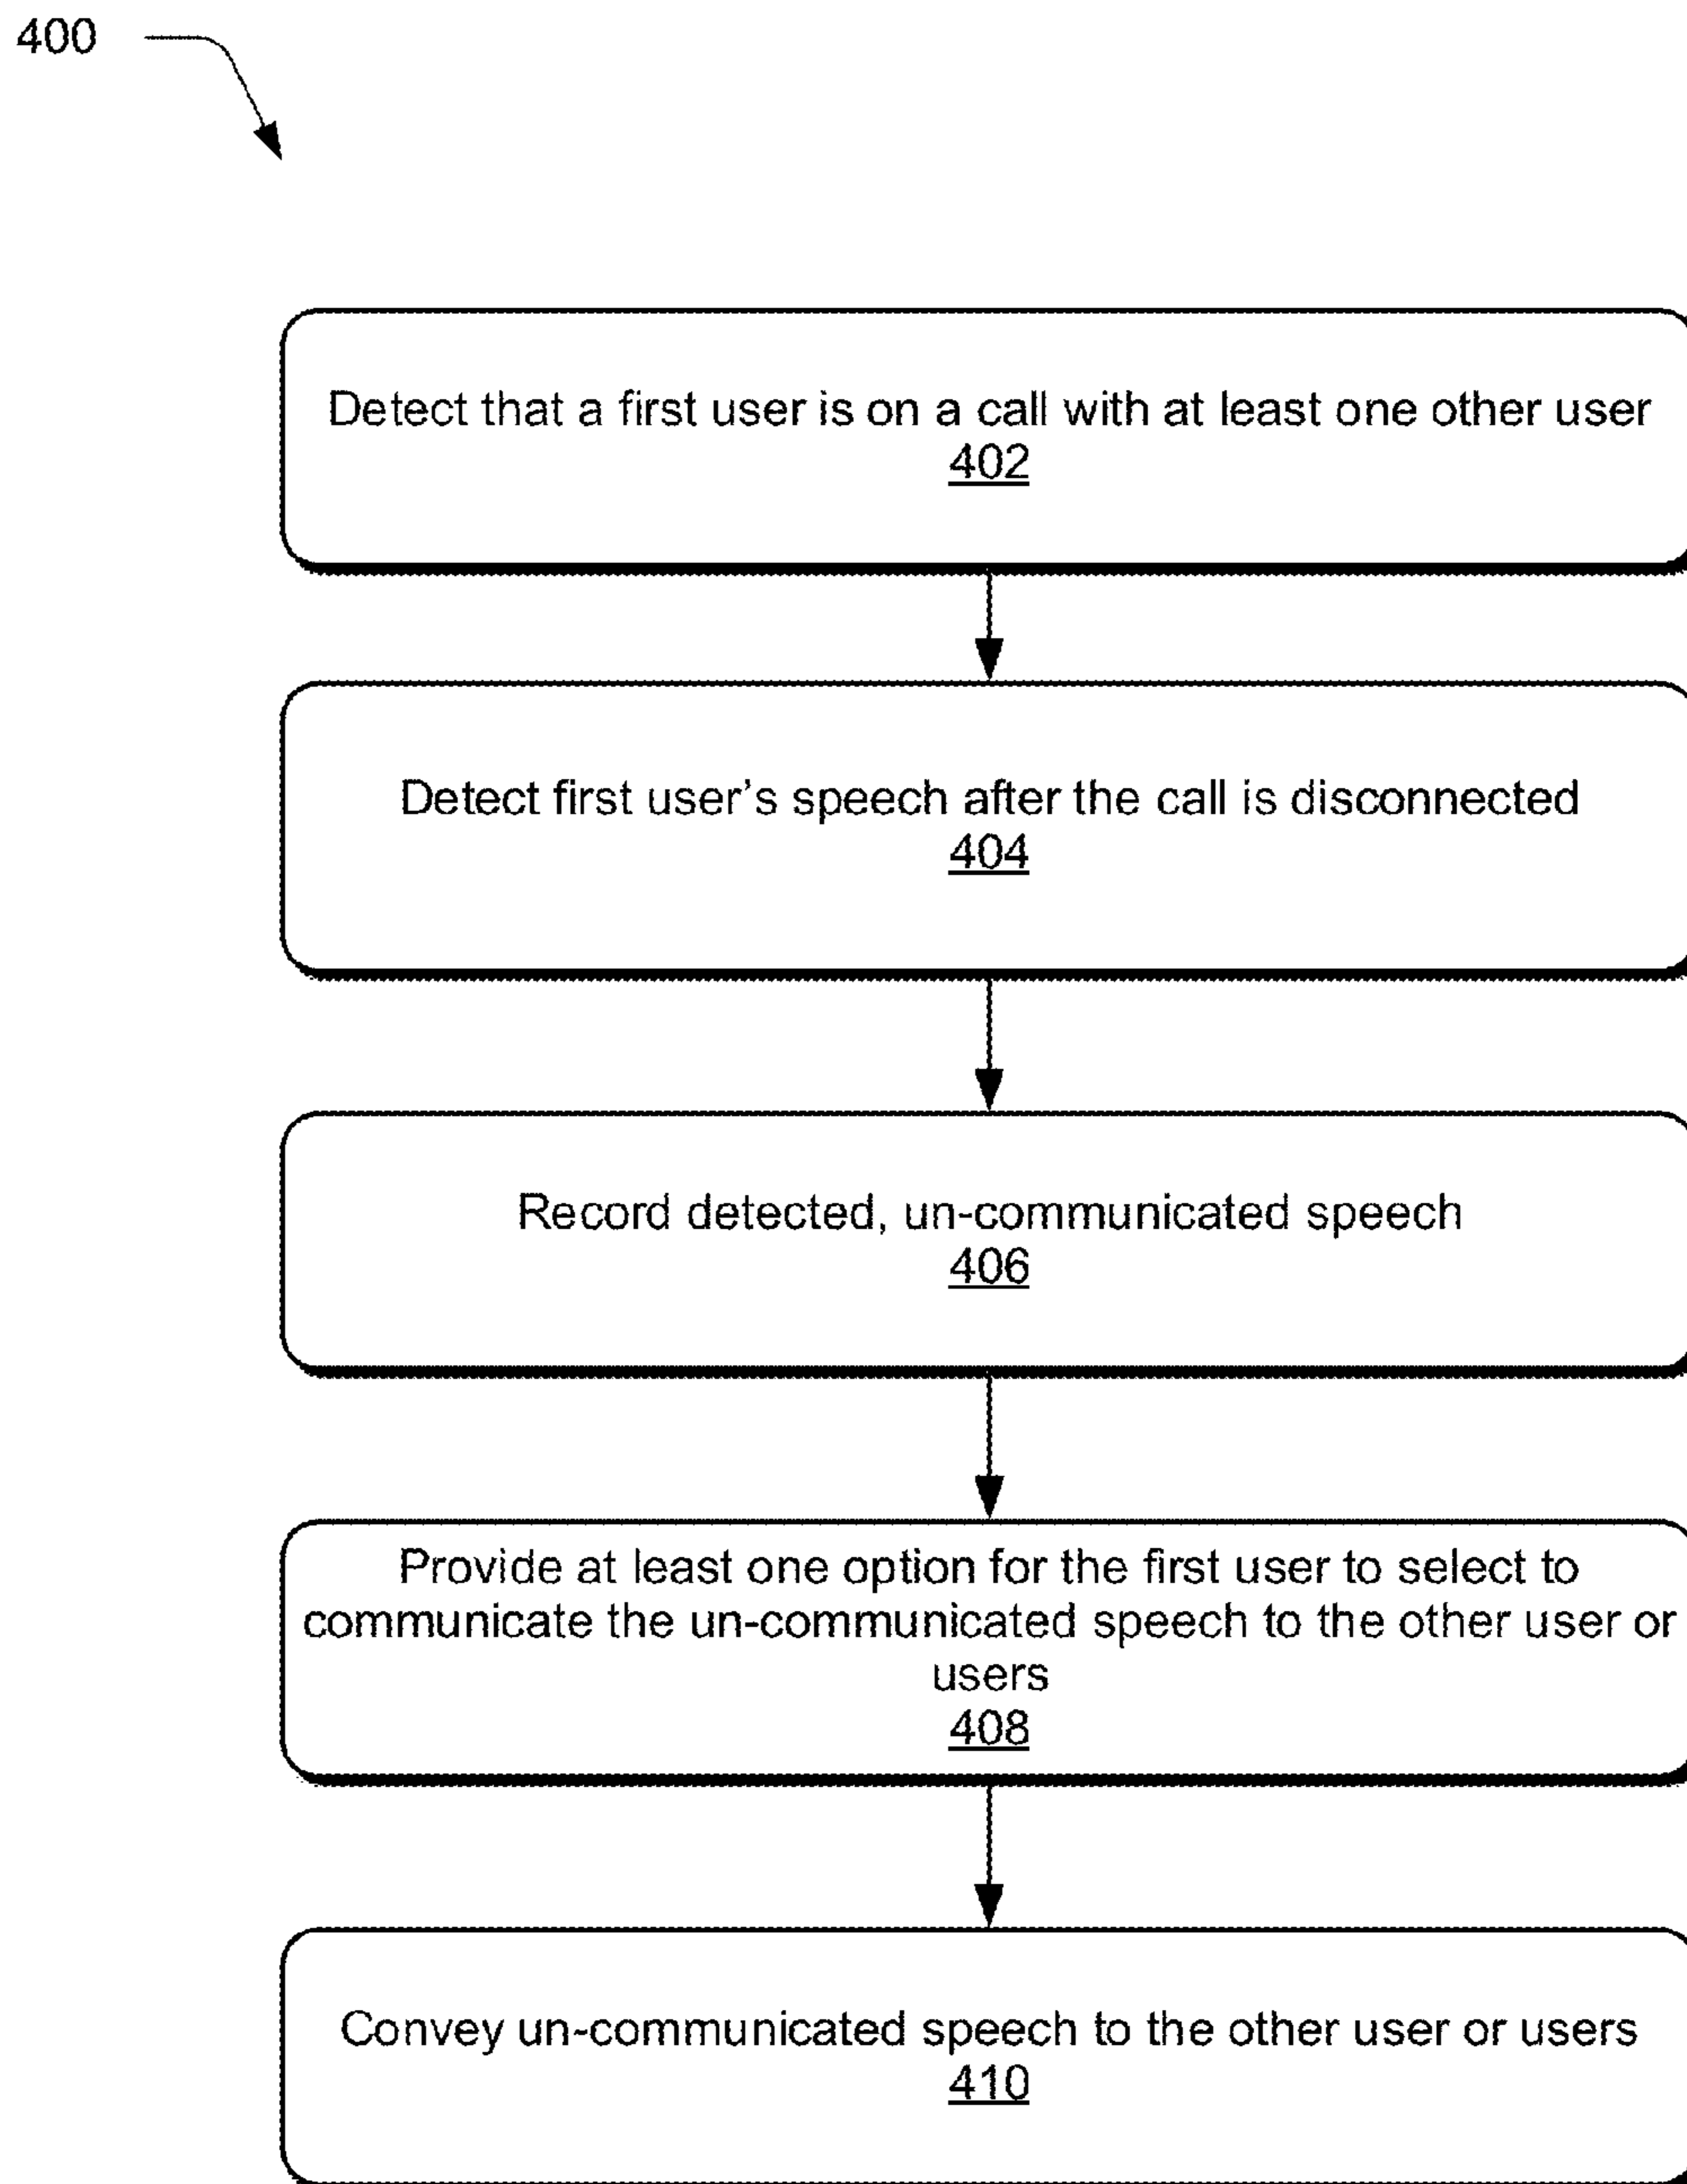 400
Detect that a first user is on a call with at least one other user
402
Detect first user's speech after the call is disconnected
404
Record detected, un-communicated speech
406
Provide at least one option for the first user to select to
communicate the un-communicated speech to the other user or
users
408
Convey un-communicated speech to the other user or users
410